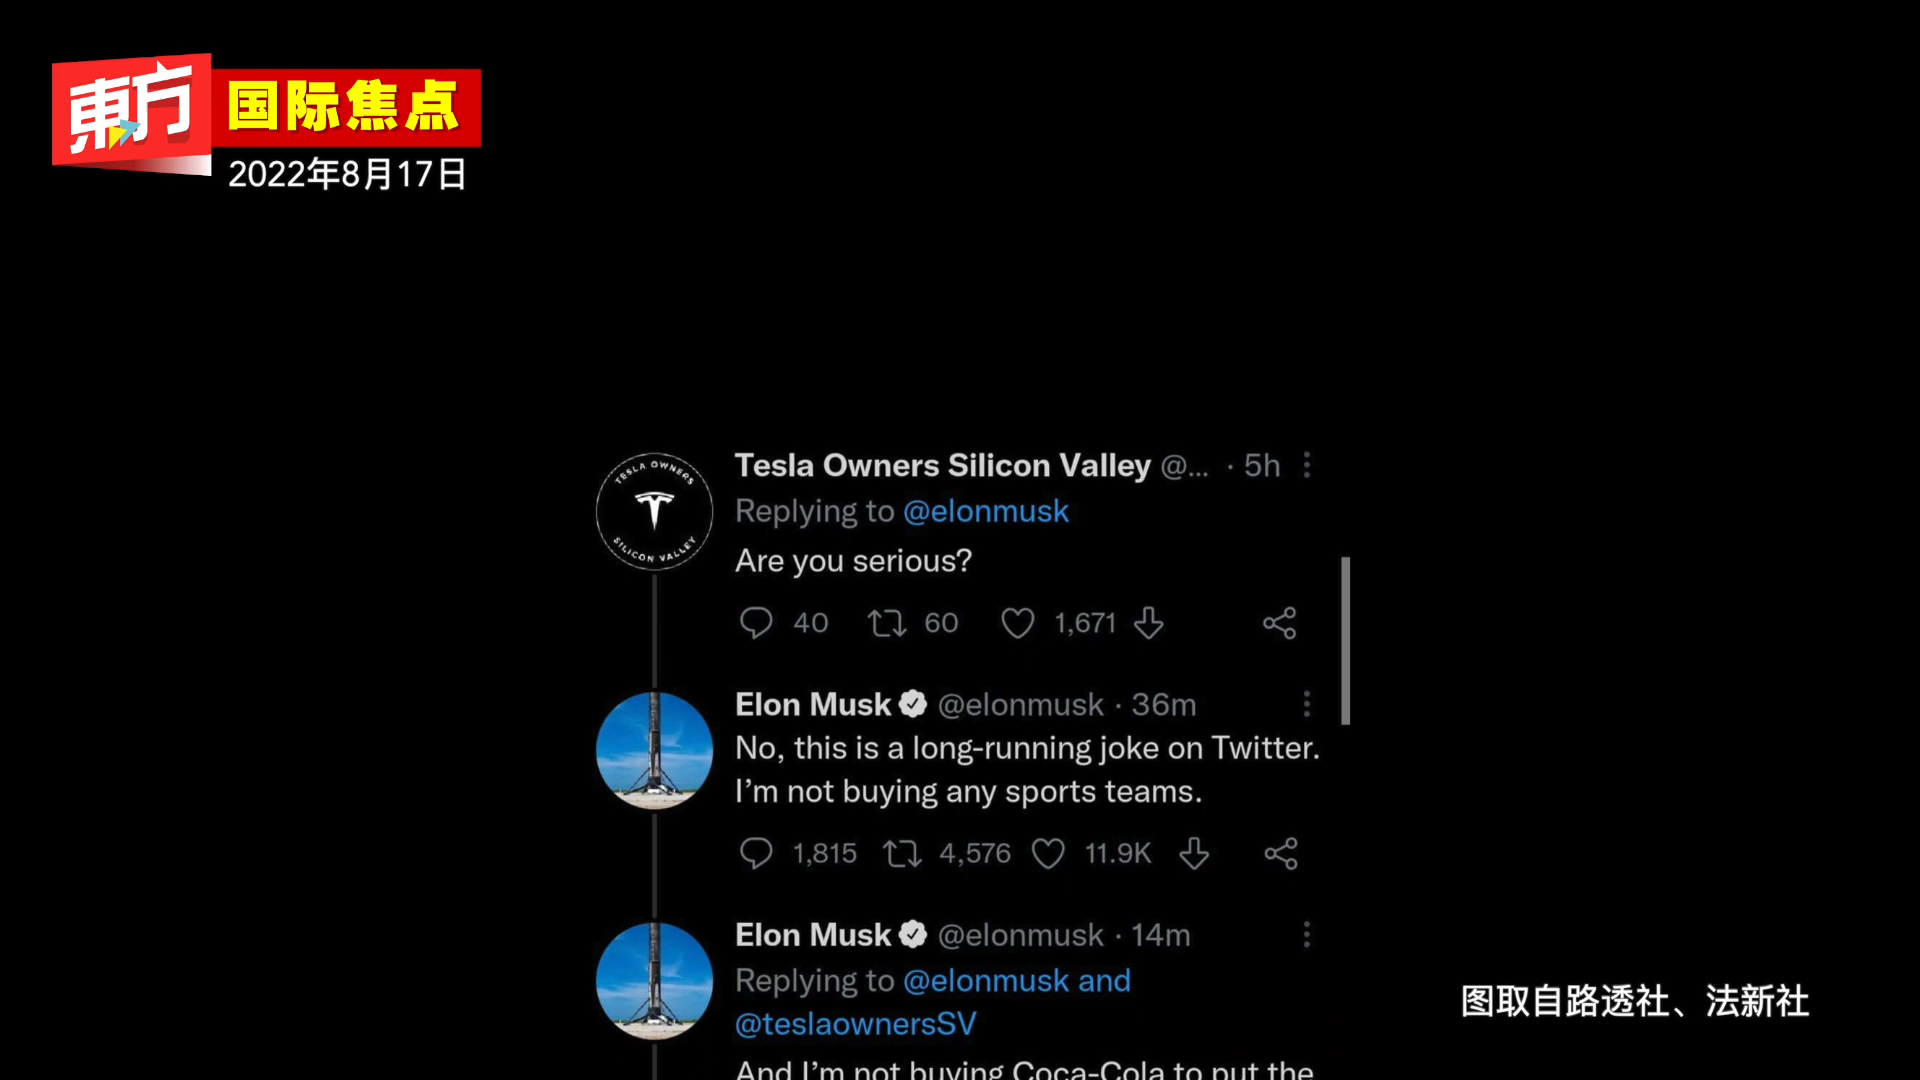 東方
国际焦点
2022年8月17日
TESLA OWNERS
SILICON VALLEY
Tesla Owners Silicon Valley @... · 5h
Replying to @elonmusk
Are you serious?
40 60 1,671
Elon Musk @elonmusk · 36m
No, this is a long-running joke on Twitter.
I’m not buying any sports teams.
1,815 4,576 11.9K
Elon Musk @elonmusk · 14m
Replying to @elonmusk and
@teslaownersSV
And I’m not buying Coca-Cola to put the
图取自路透社、法新社